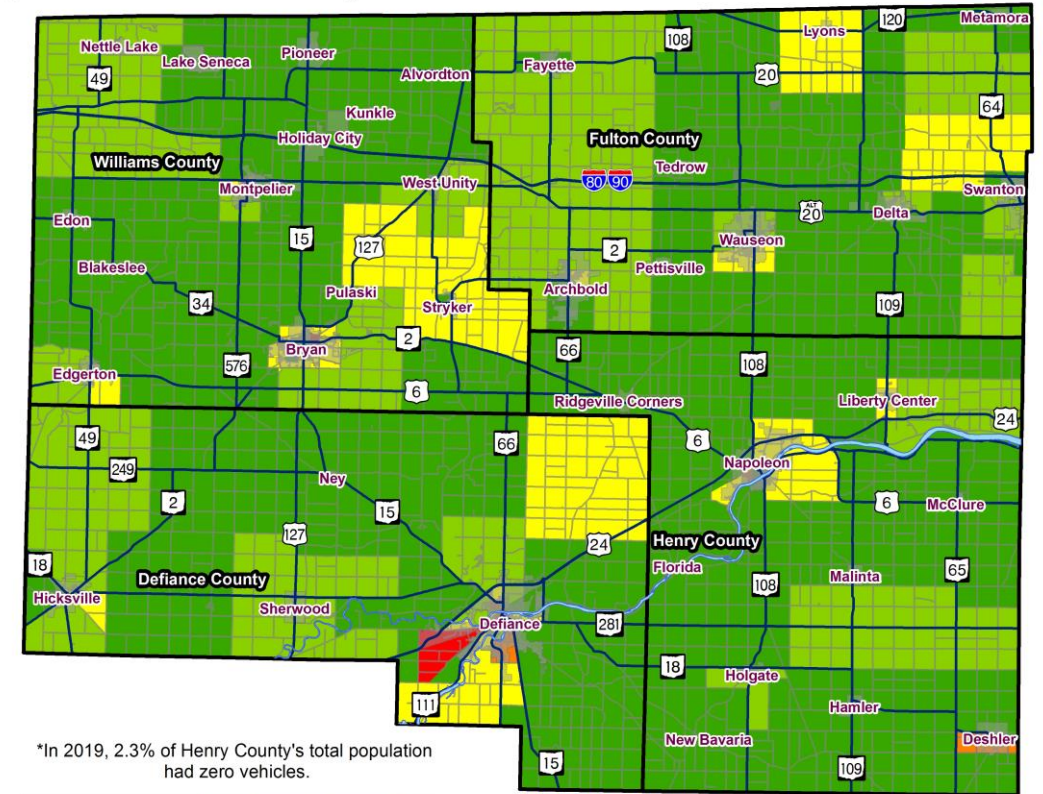 120
Metamora
Nettle Lake
Pioneer
Lyons
108
Lake Seneca
Fayette
49
Alvordton
20
64
Kunkle
Holiday City
Fulton County
Williams County
Tedrow
80 90
Montpelier
West Unity
Swanton
ALT
20
Delta
Edon
15
127
2
Wauseon
Blakeslee
Pettisville
34
Pulaski
Archbold
Stryker
109
2
Bryan
66
108
576
Edgerton
6
Ridgeville Corners
Liberty Center
24
49
66
6
249
Ney
Napoleon
2
15
6
McClure
127
24
Henry County
18
Florida
Defiance County
108
Malinta
65
Hicksville
Sherwood
Defiance
281
18
Holgate
111
Hamler
New Bavaria
Deshler
15
109
*In 2019, 2.3% of Henry County's total population
had zero vehicles.